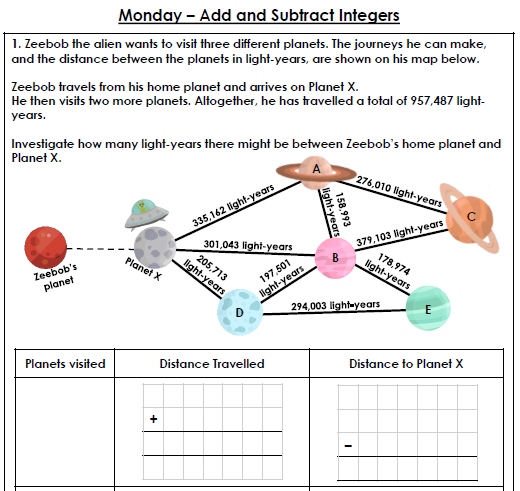 Monday – Add and Subtract Integers
1. Zeebob the alien wants to visit three different planets. The journeys he can make,
and the distance between the planets in light-years, are shown on his map below.
Zeebob travels from his home planet and arrives on Planet X.
He then visits two more planets. Altogether, he has travelled a total of 957,487 light-
years.
Investigate how many light-years there might be between Zeebob's home planet and
Planet X.
A
276,010 light-years
335,162 light-years
158,993
light-years
C
379,103 light-years
301,043 light-years
B
Zeebob's
planet
Planet X
205,713
light-years
197,501
light-years
178,974
light-years
D
294,003 light-years
E
Planets visited
Distance Travelled
Distance to Planet X
+
–